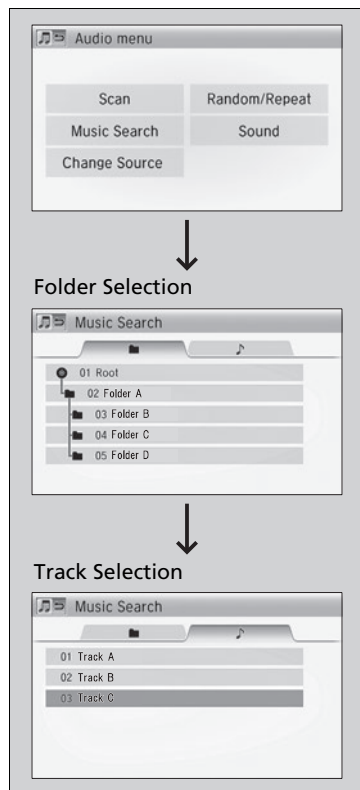 Audio menu
Scan Random/Repeat
Music Search Sound
Change Source
Folder Selection
Music Search
01 Root
02 Folder A
03 Folder B
04 Folder C
05 Folder D
Track Selection
Music Search
01 Track A
02 Track B
03 Track C